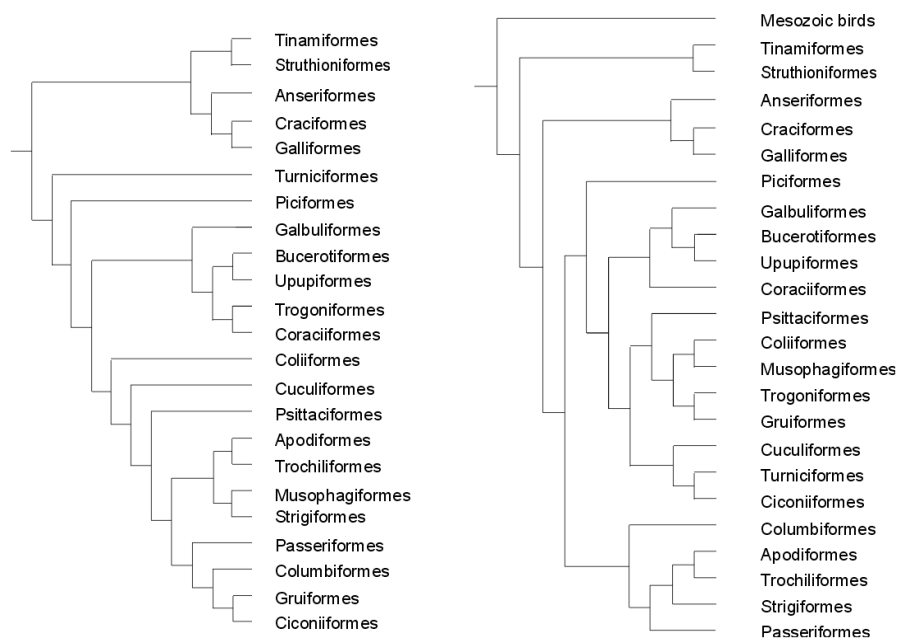 Tinamiformes
Struthioniformes
Anseriformes
Craciformes
Galliformes
Turniciformes
Piciformes
Galbuliformes
Bucerotiformes
Upupiformes
Trogoniformes
Coraciiformes
Coliiformes
Cuculiformes
Psittaciformes
Apodiformes
Trochiliformes
Musophagiformes
Strigiformes
Passeriformes
Columbiformes
Gruiformes
Ciconiiformes
Mesozoic birds
Tinamiformes
Struthioniformes
Anseriformes
Craciformes
Galliformes
Piciformes
Galbuliformes
Bucerotiformes
Upupiformes
Coraciiformes
Psittaciformes
Coliiformes
Musophagiformes
Trogoniformes
Gruiformes
Cuculiformes
Turniciformes
Ciconiiformes
Columbiformes
Apodiformes
Trochiliformes
Strigiformes
Passeriformes